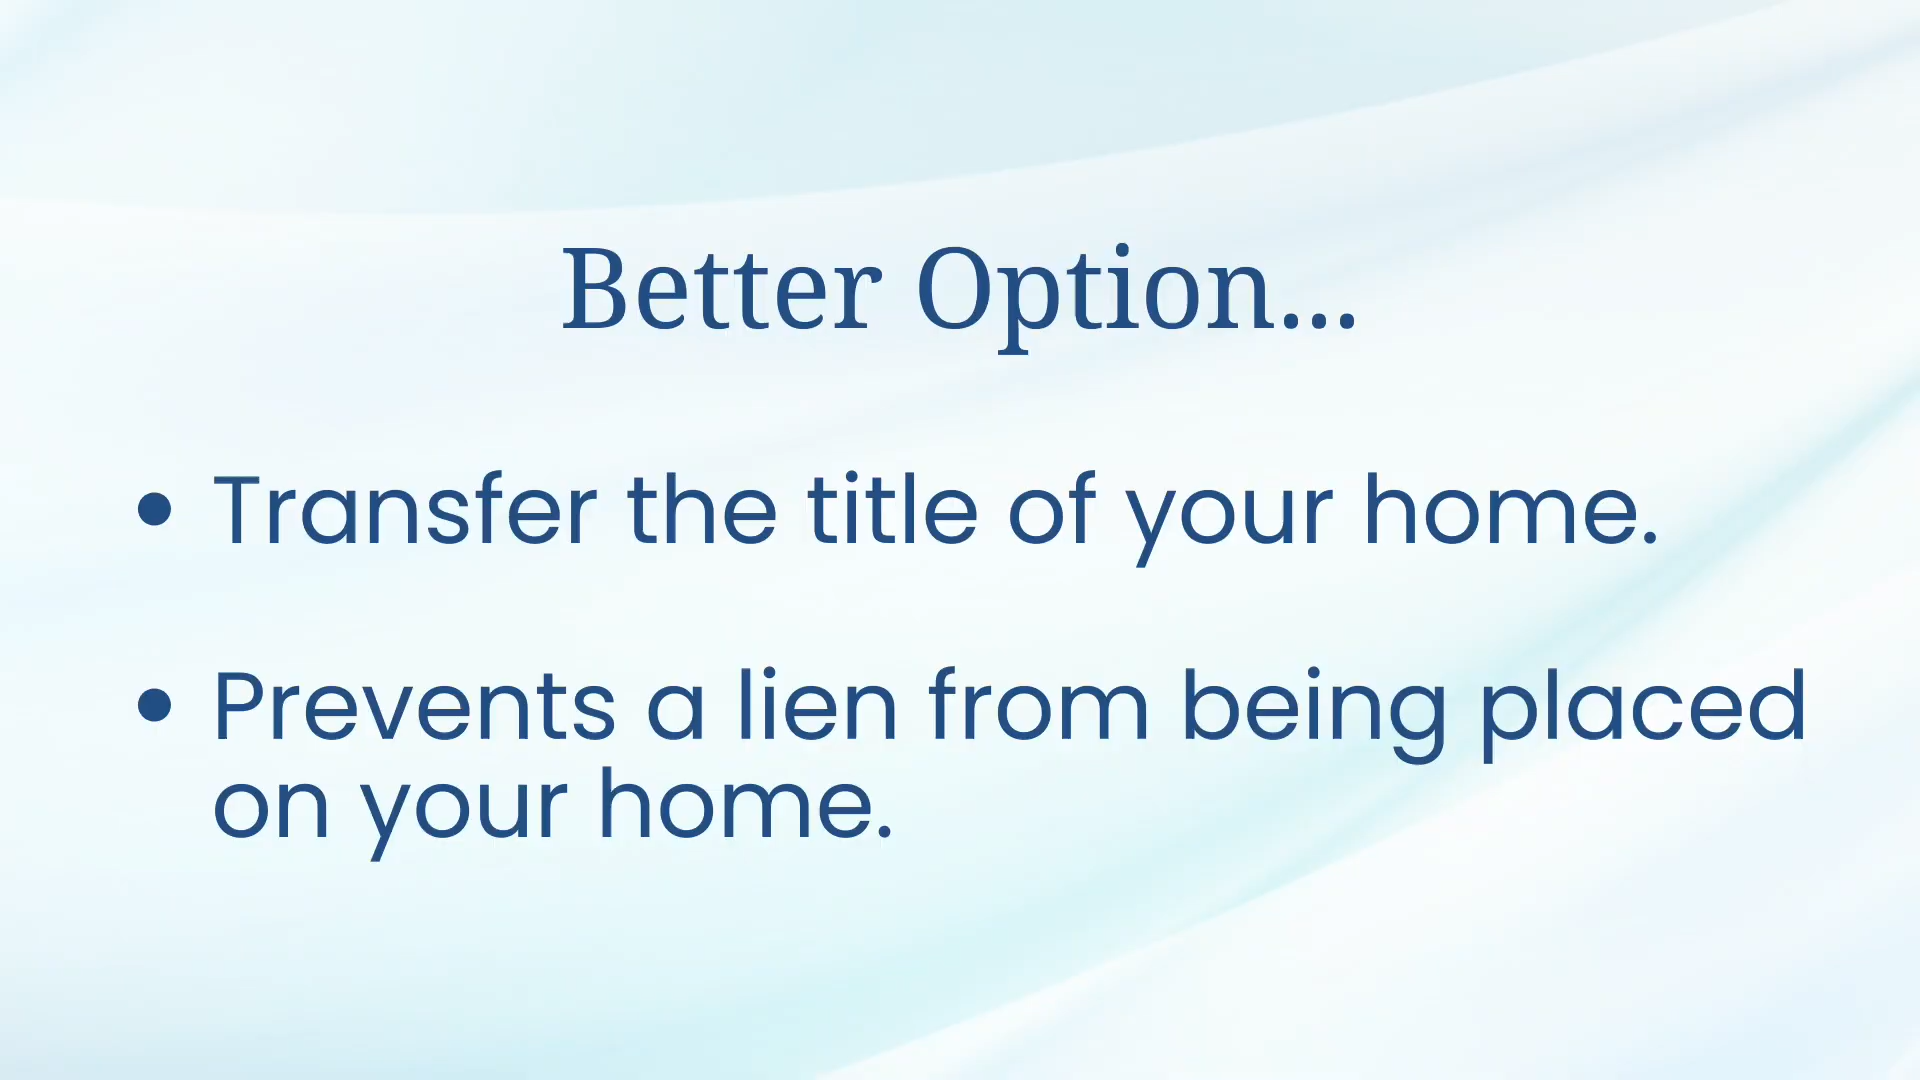 Better Option...
• Transfer the title of your home.
• Prevents a lien from being placed
on your home.